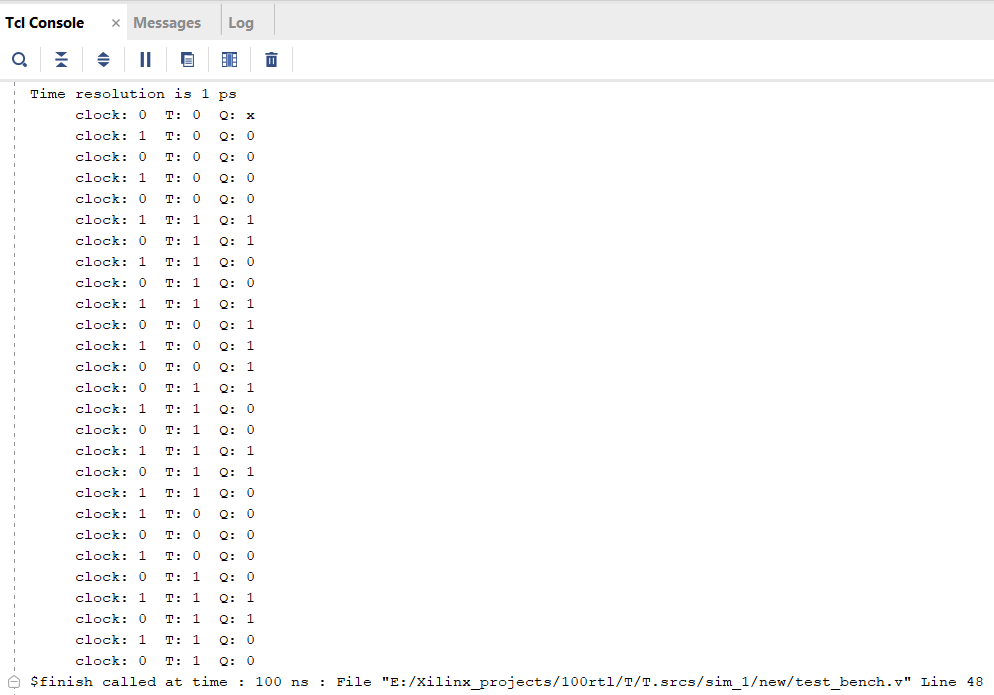 Tcl Console × Messages Log
Time resolution is 1 ps
clock: 0 T: 0 Q: x
clock: 1 T: 0 Q: 0
clock: 0 T: 0 Q: 0
clock: 1 T: 0 Q: 0
clock: 0 T: 0 Q: 0
clock: 1 T: 1 Q: 1
clock: 0 T: 1 Q: 1
clock: 1 T: 1 Q: 0
clock: 0 T: 1 Q: 0
clock: 1 T: 1 Q: 1
clock: 0 T: 0 Q: 1
clock: 1 T: 0 Q: 1
clock: 0 T: 0 Q: 1
clock: 0 T: 1 Q: 1
clock: 1 T: 1 Q: 0
clock: 0 T: 1 Q: 0
clock: 1 T: 1 Q: 1
clock: 0 T: 1 Q: 1
clock: 1 T: 1 Q: 0
clock: 1 T: 0 Q: 0
clock: 0 T: 0 Q: 0
clock: 1 T: 0 Q: 0
clock: 0 T: 1 Q: 0
clock: 1 T: 1 Q: 1
clock: 0 T: 1 Q: 1
clock: 1 T: 1 Q: 0
clock: 0 T: 1 Q: 0
$finish called at time : 100 ns : File "E:/Xilinx_projects/100rtl/T/T.srcs/sim_1/new/test_bench.v" Line 48